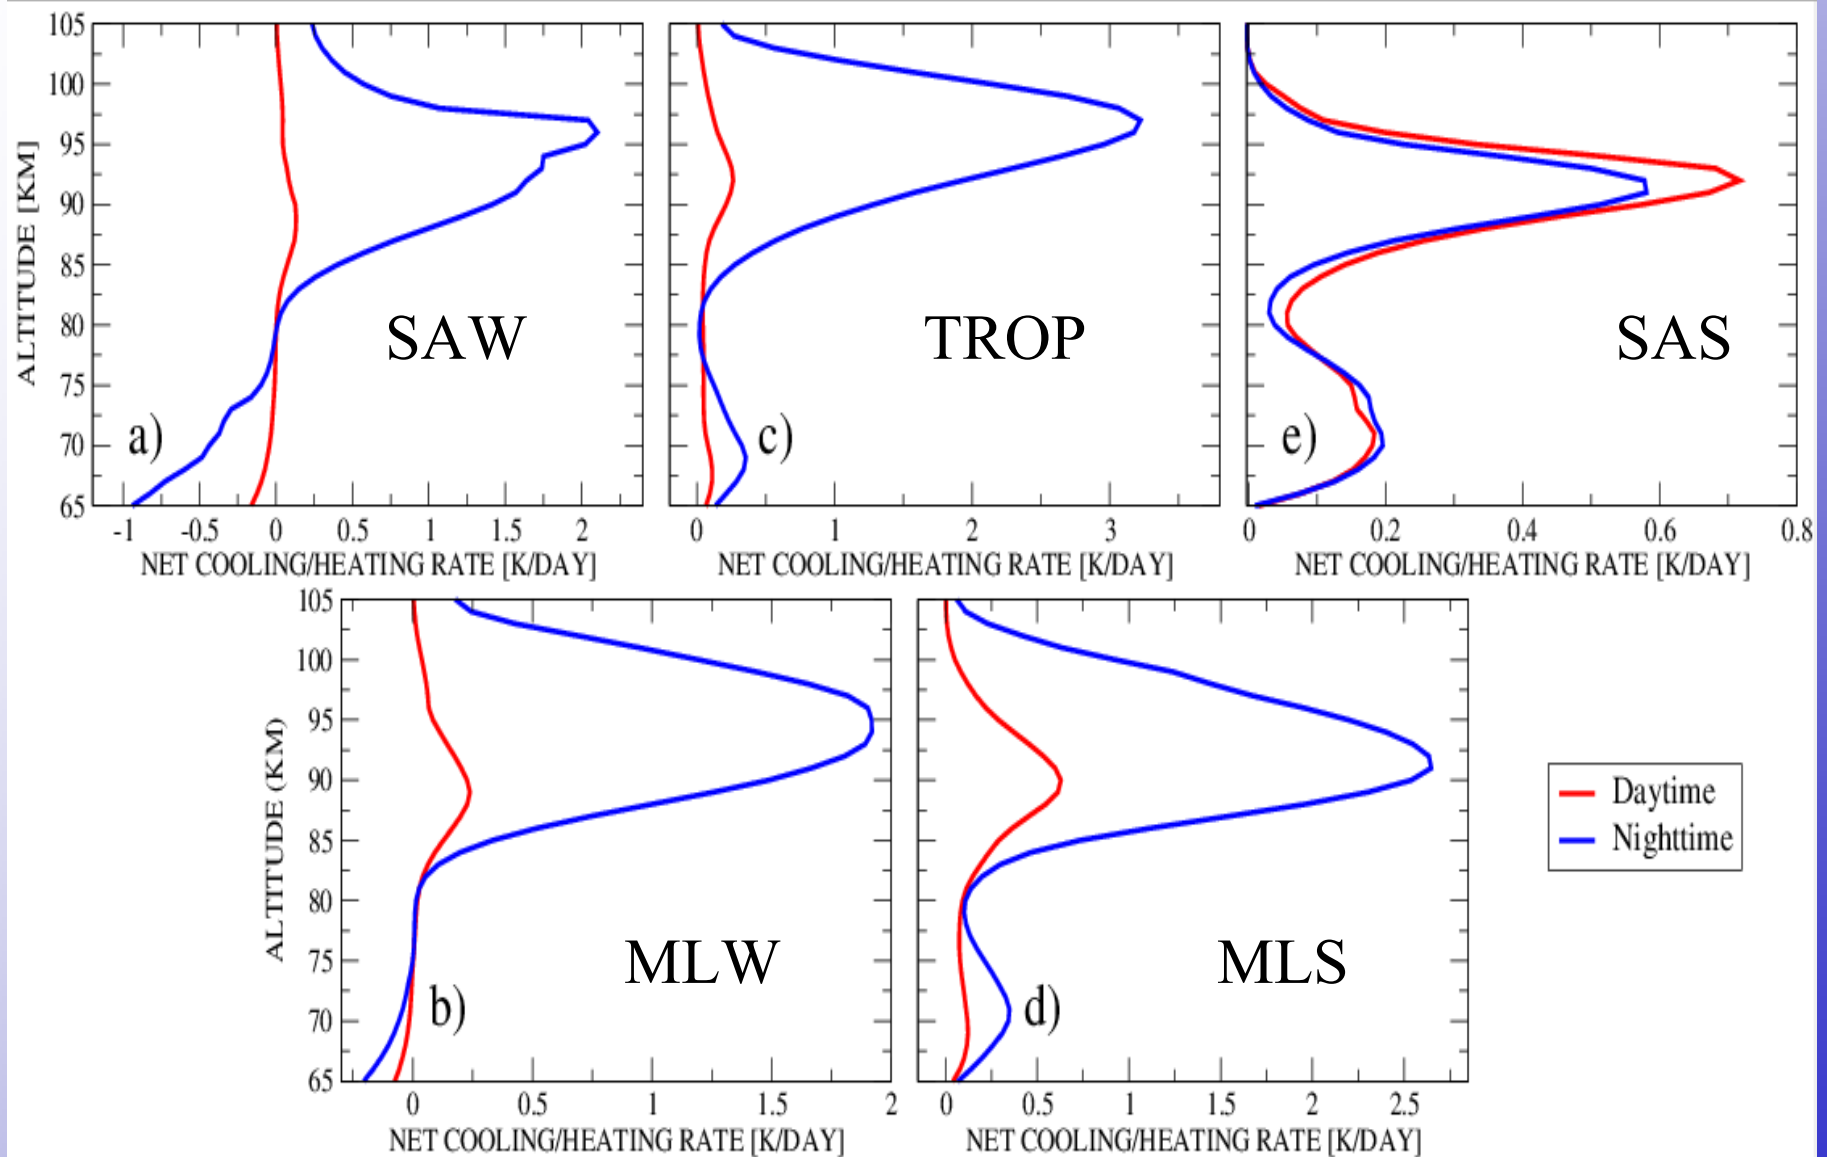 105
100
95
90
85
80
75
70
65
ALTITUDE [KM]
SAW
a)
-1 -0.5 0 0.5 1 1.5 2
NET COOLING/HEATING RATE [K/DAY]
TROP
c)
0 1 2 3
NET COOLING/HEATING RATE [K/DAY]
SAS
e)
0 0.2 0.4 0.6 0.8
NET COOLING/HEATING RATE [K/DAY]
105
100
95
90
85
80
75
70
65
ALTITUDE (KM)
MLW
b)
0 0.5 1 1.5 2
NET COOLING/HEATING RATE [K/DAY]
MLS
d)
0 0.5 1 1.5 2 2.5
NET COOLING/HEATING RATE [K/DAY]
Daytime
Nighttime